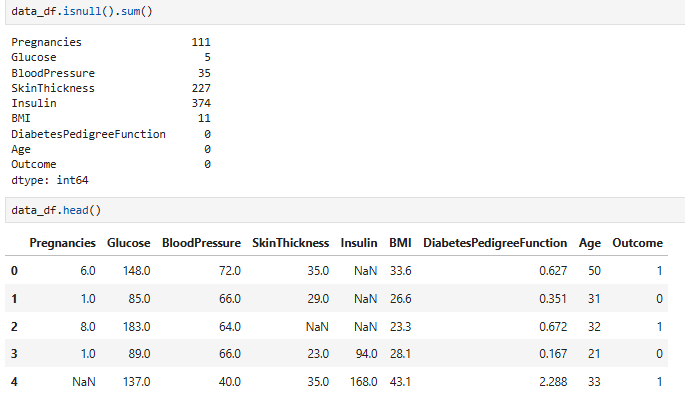 data_df.isnull().sum()
Pregnancies 111
Glucose 5
BloodPressure 35
SkinThickness 227
Insulin 374
BMI 11
DiabetesPedigreeFunction 0
Age 0
Outcome 0
dtype: int64
data_df.head()
Pregnancies Glucose BloodPressure SkinThickness Insulin BMI DiabetesPedigreeFunction Age Outcome
0 6.0 148.0 72.0 35.0 NaN 33.6 0.627 50 1
1 1.0 85.0 66.0 29.0 NaN 26.6 0.351 31 0
2 8.0 183.0 64.0 NaN NaN 23.3 0.672 32 1
3 1.0 89.0 66.0 23.0 94.0 28.1 0.167 21 0
4 NaN 137.0 40.0 35.0 168.0 43.1 2.288 33 1